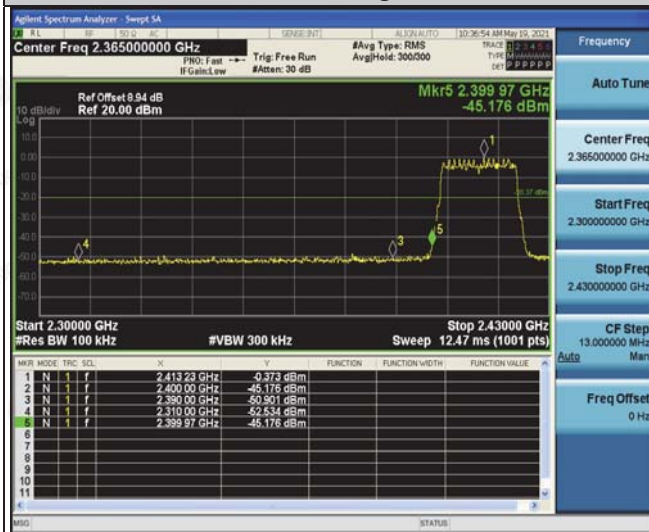 Agilent Spectrum Analyzer - Swept SA
RL RF 50 Ω AC SENSE:INT ALIGN AUTO 10:36:54 AM May 19, 2021
Center Freq 2.365000000 GHz
PNO: Fast
IFGain:Low
Trig: Free Run
#Atten: 30 dB
#Avg Type: RMS
Avg|Hold: 300/300
TRACE 1 2 3 4 5 6
TYPE M
DET P P P P P P
Ref Offset 8.94 dB
Ref 20.00 dBm
Mkr5 2.399 97 GHz
-45.176 dBm
10 dB/div
Log
10.0
0.00
-10.0
-20.0
-30.0
-40.0
-50.0
-60.0
-70.0
1
-20.37 dBm
5
4
3
Start 2.30000 GHz
Stop 2.43000 GHz
#Res BW 100 kHz
#VBW 300 kHz
Sweep 12.47 ms (1001 pts)
MKR MODE TRC SCL X Y FUNCTION FUNCTION WIDTH FUNCTION VALUE
1 N 1 f 2.413 23 GHz -0.373 dBm
2 N 1 f 2.400 00 GHz -45.176 dBm
3 N 1 f 2.390 00 GHz -50.901 dBm
4 N 1 f 2.310 00 GHz -52.534 dBm
5 N 1 f 2.399 97 GHz -45.176 dBm
6
7
8
9
10
11
MSG
STATUS
Frequency
Auto Tune
Center Freq
2.365000000 GHz
Start Freq
2.300000000 GHz
Stop Freq
2.430000000 GHz
CF Step
13.000000 MHz
Auto Man
Freq Offset
0 Hz